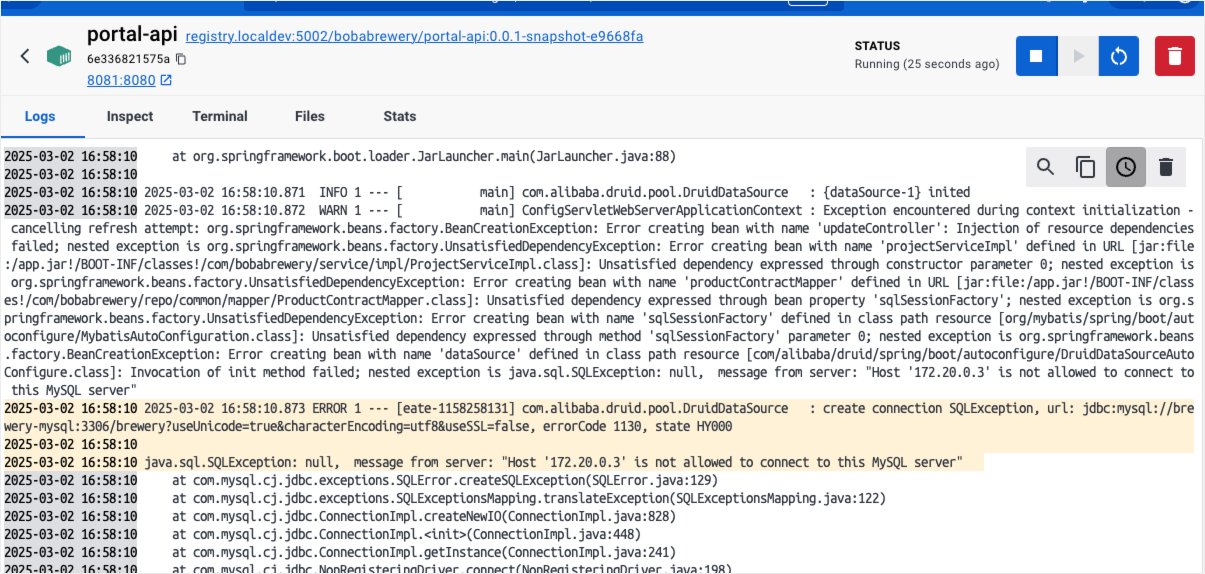 portal-api registry.localdev:5002/bobabrewery/portal-api:0.0.1-snapshot-e9668fa
6e336821575a
8081:8080
STATUS
Running (25 seconds ago)
Logs Inspect Terminal Files Stats
2025-03-02 16:58:10     at org.springframework.boot.loader.JarLauncher.main(JarLauncher.java:88)
2025-03-02 16:58:10
2025-03-02 16:58:10 2025-03-02 16:58:10.871  INFO 1 --- [           main] com.alibaba.druid.pool.DruidDataSource   : {dataSource-1} inited
2025-03-02 16:58:10 2025-03-02 16:58:10.872  WARN 1 --- [           main] ConfigServletWebServerApplicationContext : Exception encountered during context initialization -
cancelling refresh attempt: org.springframework.beans.factory.BeanCreationException: Error creating bean with name 'updateController': Injection of resource dependencies
failed; nested exception is org.springframework.beans.factory.UnsatisfiedDependencyException: Error creating bean with name 'projectServiceImpl' defined in URL [jar:file
:/app.jar!/BOOT-INF/classes!/com/bobabrewery/service/impl/ProjectServiceImpl.class]: Unsatisfied dependency expressed through constructor parameter 0; nested exception is
org.springframework.beans.factory.UnsatisfiedDependencyException: Error creating bean with name 'productContractMapper' defined in URL [jar:file:/app.jar!/BOOT-INF/class
es!/com/bobabrewery/repo/common/mapper/ProductContractMapper.class]: Unsatisfied dependency expressed through bean property 'sqlSessionFactory'; nested exception is org.s
pringframework.beans.factory.UnsatisfiedDependencyException: Error creating bean with name 'sqlSessionFactory' defined in class path resource [org/mybatis/spring/boot/aut
oconfigure/MybatisAutoConfiguration.class]: Unsatisfied dependency expressed through method 'sqlSessionFactory' parameter 0; nested exception is org.springframework.beans
.factory.BeanCreationException: Error creating bean with name 'dataSource' defined in class path resource [com/alibaba/druid/spring/boot/autoconfigure/DruidDataSourceAuto
Configure.class]: Invocation of init method failed; nested exception is java.sql.SQLException: null,  message from server: "Host '172.20.0.3' is not allowed to connect to
this MySQL server"
2025-03-02 16:58:10 2025-03-02 16:58:10.873 ERROR 1 --- [eate-1158258131] com.alibaba.druid.pool.DruidDataSource   : create connection SQLException, url: jdbc:mysql://bre
wery-mysql:3306/brewery?useUnicode=true&characterEncoding=utf8&useSSL=false, errorCode 1130, state HY000
2025-03-02 16:58:10
2025-03-02 16:58:10 java.sql.SQLException: null,  message from server: "Host '172.20.0.3' is not allowed to connect to this MySQL server"
2025-03-02 16:58:10     at com.mysql.cj.jdbc.exceptions.SQLError.createSQLException(SQLError.java:129)
2025-03-02 16:58:10     at com.mysql.cj.jdbc.exceptions.SQLExceptionsMapping.translateException(SQLExceptionsMapping.java:122)
2025-03-02 16:58:10     at com.mysql.cj.jdbc.ConnectionImpl.createNewIO(ConnectionImpl.java:828)
2025-03-02 16:58:10     at com.mysql.cj.jdbc.ConnectionImpl.<init>(ConnectionImpl.java:448)
2025-03-02 16:58:10     at com.mysql.cj.jdbc.ConnectionImpl.getInstance(ConnectionImpl.java:241)
2025-03-02 16:58:10     at com.mysql.cj.jdbc.NonRegisteringDriver.connect(NonRegisteringDriver.java:198)